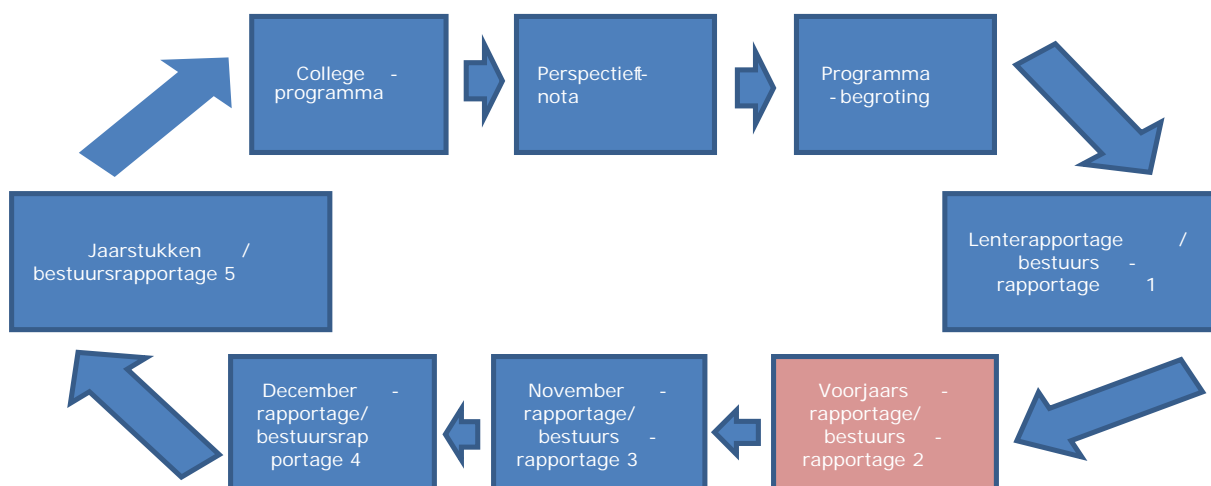 College -
programma
Perspectief-
nota
Programma
- begroting
Lenterapportage /
bestuurs -
rapportage 1
Voorjaars -
rapportage/
bestuurs -
rapportage 2
November -
rapportage/
bestuurs -
rapportage 3
December -
rapportage/
bestuursrap
portage 4
Jaarstukken /
bestuursrapportage 5